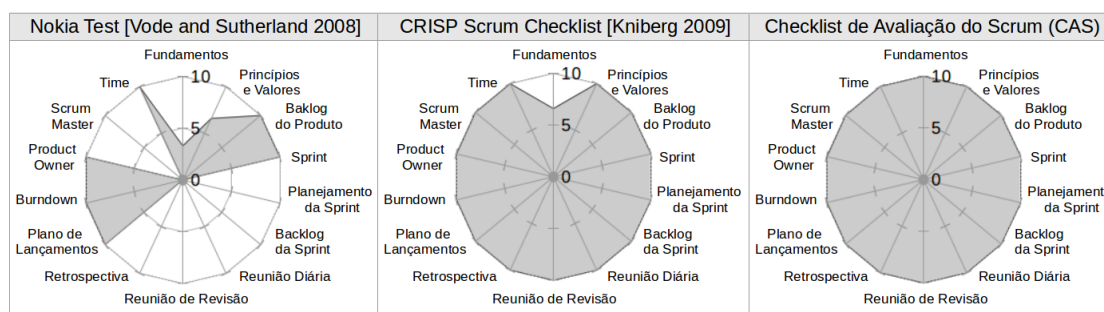 Nokia Test [Vode and Sutherland 2008]
Fundamentos
10
5
0
Princípios
e Valores
Baklog
do Produto
Sprint
Planejamento
da Sprint
Backlog
da Sprint
Reunião Diária
Reunião de Revisão
Retrospectiva
Plano de
Lançamentos
Burndown
Product
Owner
Scrum
Master
Time
CRISP Scrum Checklist [Kniberg 2009]
Fundamentos
10
5
0
Princípios
e Valores
Baklog
do Produto
Sprint
Planejamento
da Sprint
Backlog
da Sprint
Reunião Diária
Reunião de Revisão
Retrospectiva
Plano de
Lançamentos
Burndown
Product
Owner
Scrum
Master
Time
Checklist de Avaliação do Scrum (CAS)
Fundamentos
10
5
0
Princípios
e Valores
Baklog
do Produto
Sprint
Planejament
da Sprint
Backlog
da Sprint
Reunião Diária
Reunião de Revisão
Retrospectiva
Plano de
Lançamentos
Burndown
Product
Owner
Scrum
Master
Time